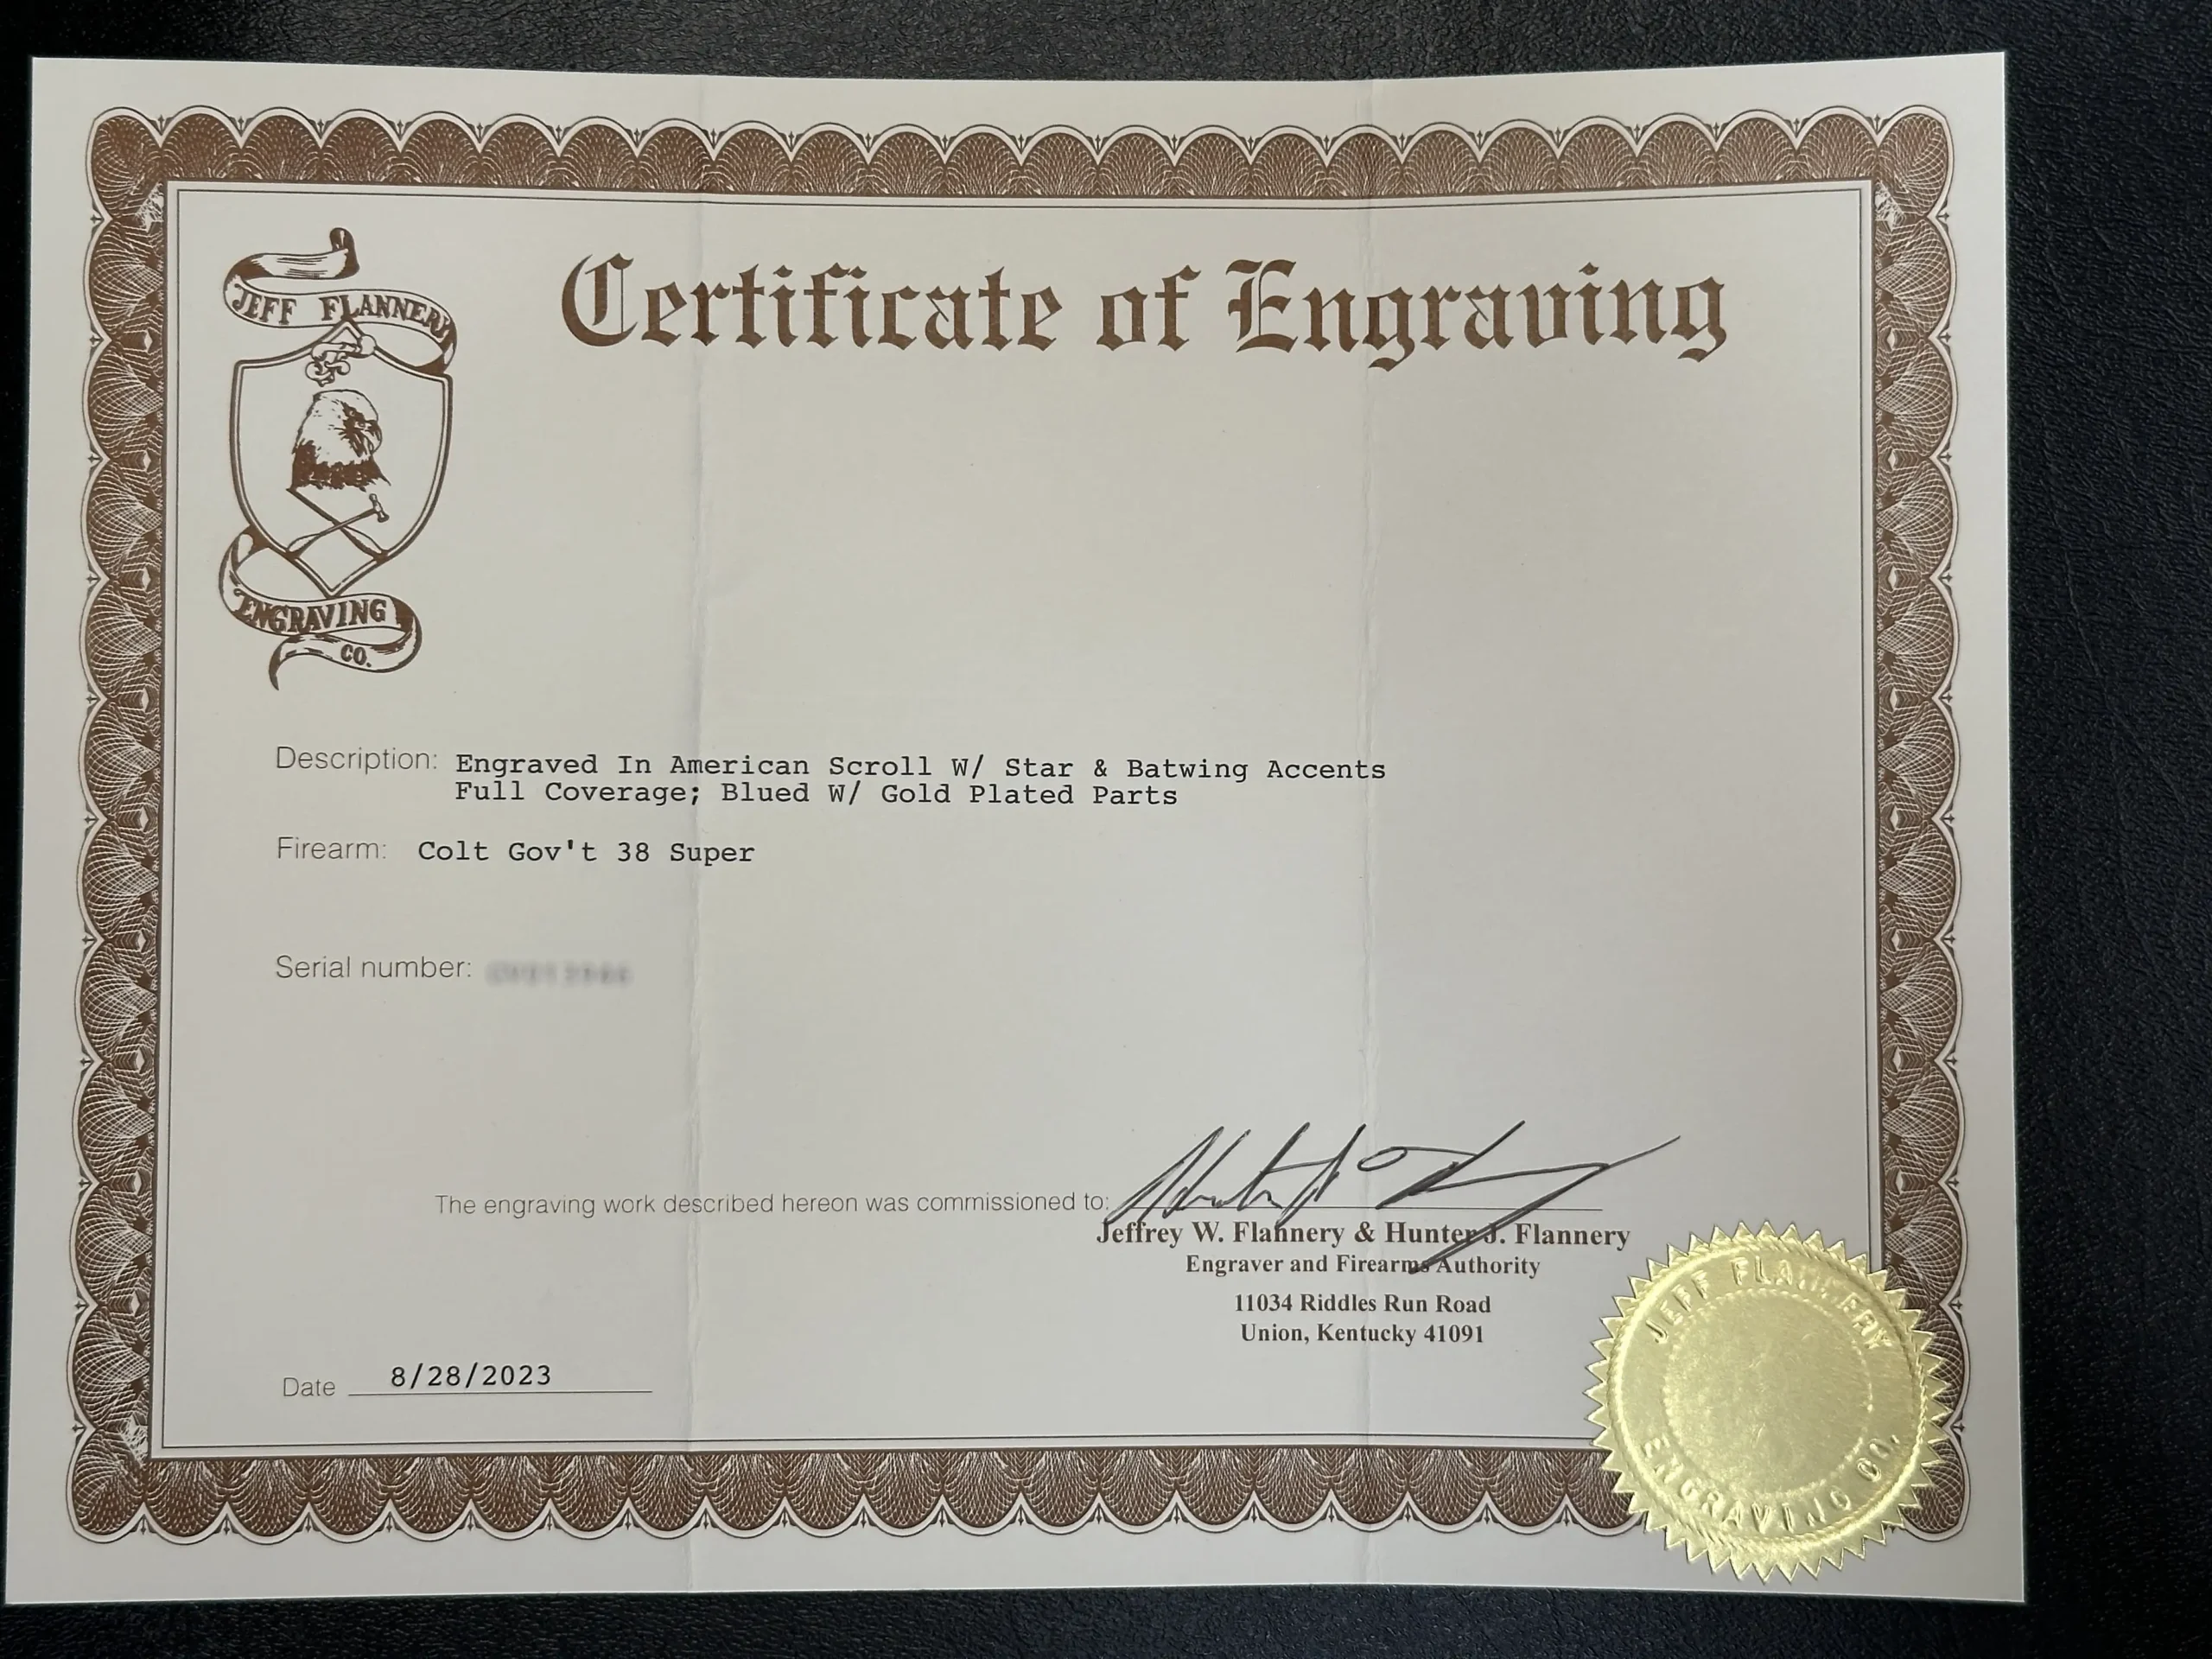 JEFF FLANNERY
ENGRAVING
CO.
Certificate of Engraving
Description: Engraved In American Scroll W/ Star & Batwing Accents
Full Coverage; Blued W/ Gold Plated Parts
Firearm: Colt Gov't 38 Super
Serial number:
The engraving work described hereon was commissioned to:
Jeffrey W. Flannery & Hunter J. Flannery
Engraver and Firearms Authority
11034 Riddles Run Road
Union, Kentucky 41091
Date 8/28/2023
JEFF FLANNERY
ENGRAVING CO.